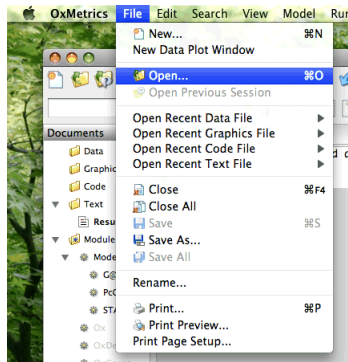 OxMetrics File Edit Search View Model
New... ⌘N
New Data Plot Window
Open... ⌘O
Open Previous Session
Open Recent Data File
Open Recent Graphics File
Open Recent Code File
Open Recent Text File
Close ⌘F4
Close All
Save ⌘S
Save As...
Save All
Rename...
Print... ⌘P
Print Preview...
Print Page Setup...
Documents
Data
Graphic
Code
Text
Resu
Module
Mode
G@
PcG
STA
Ox
OxDe